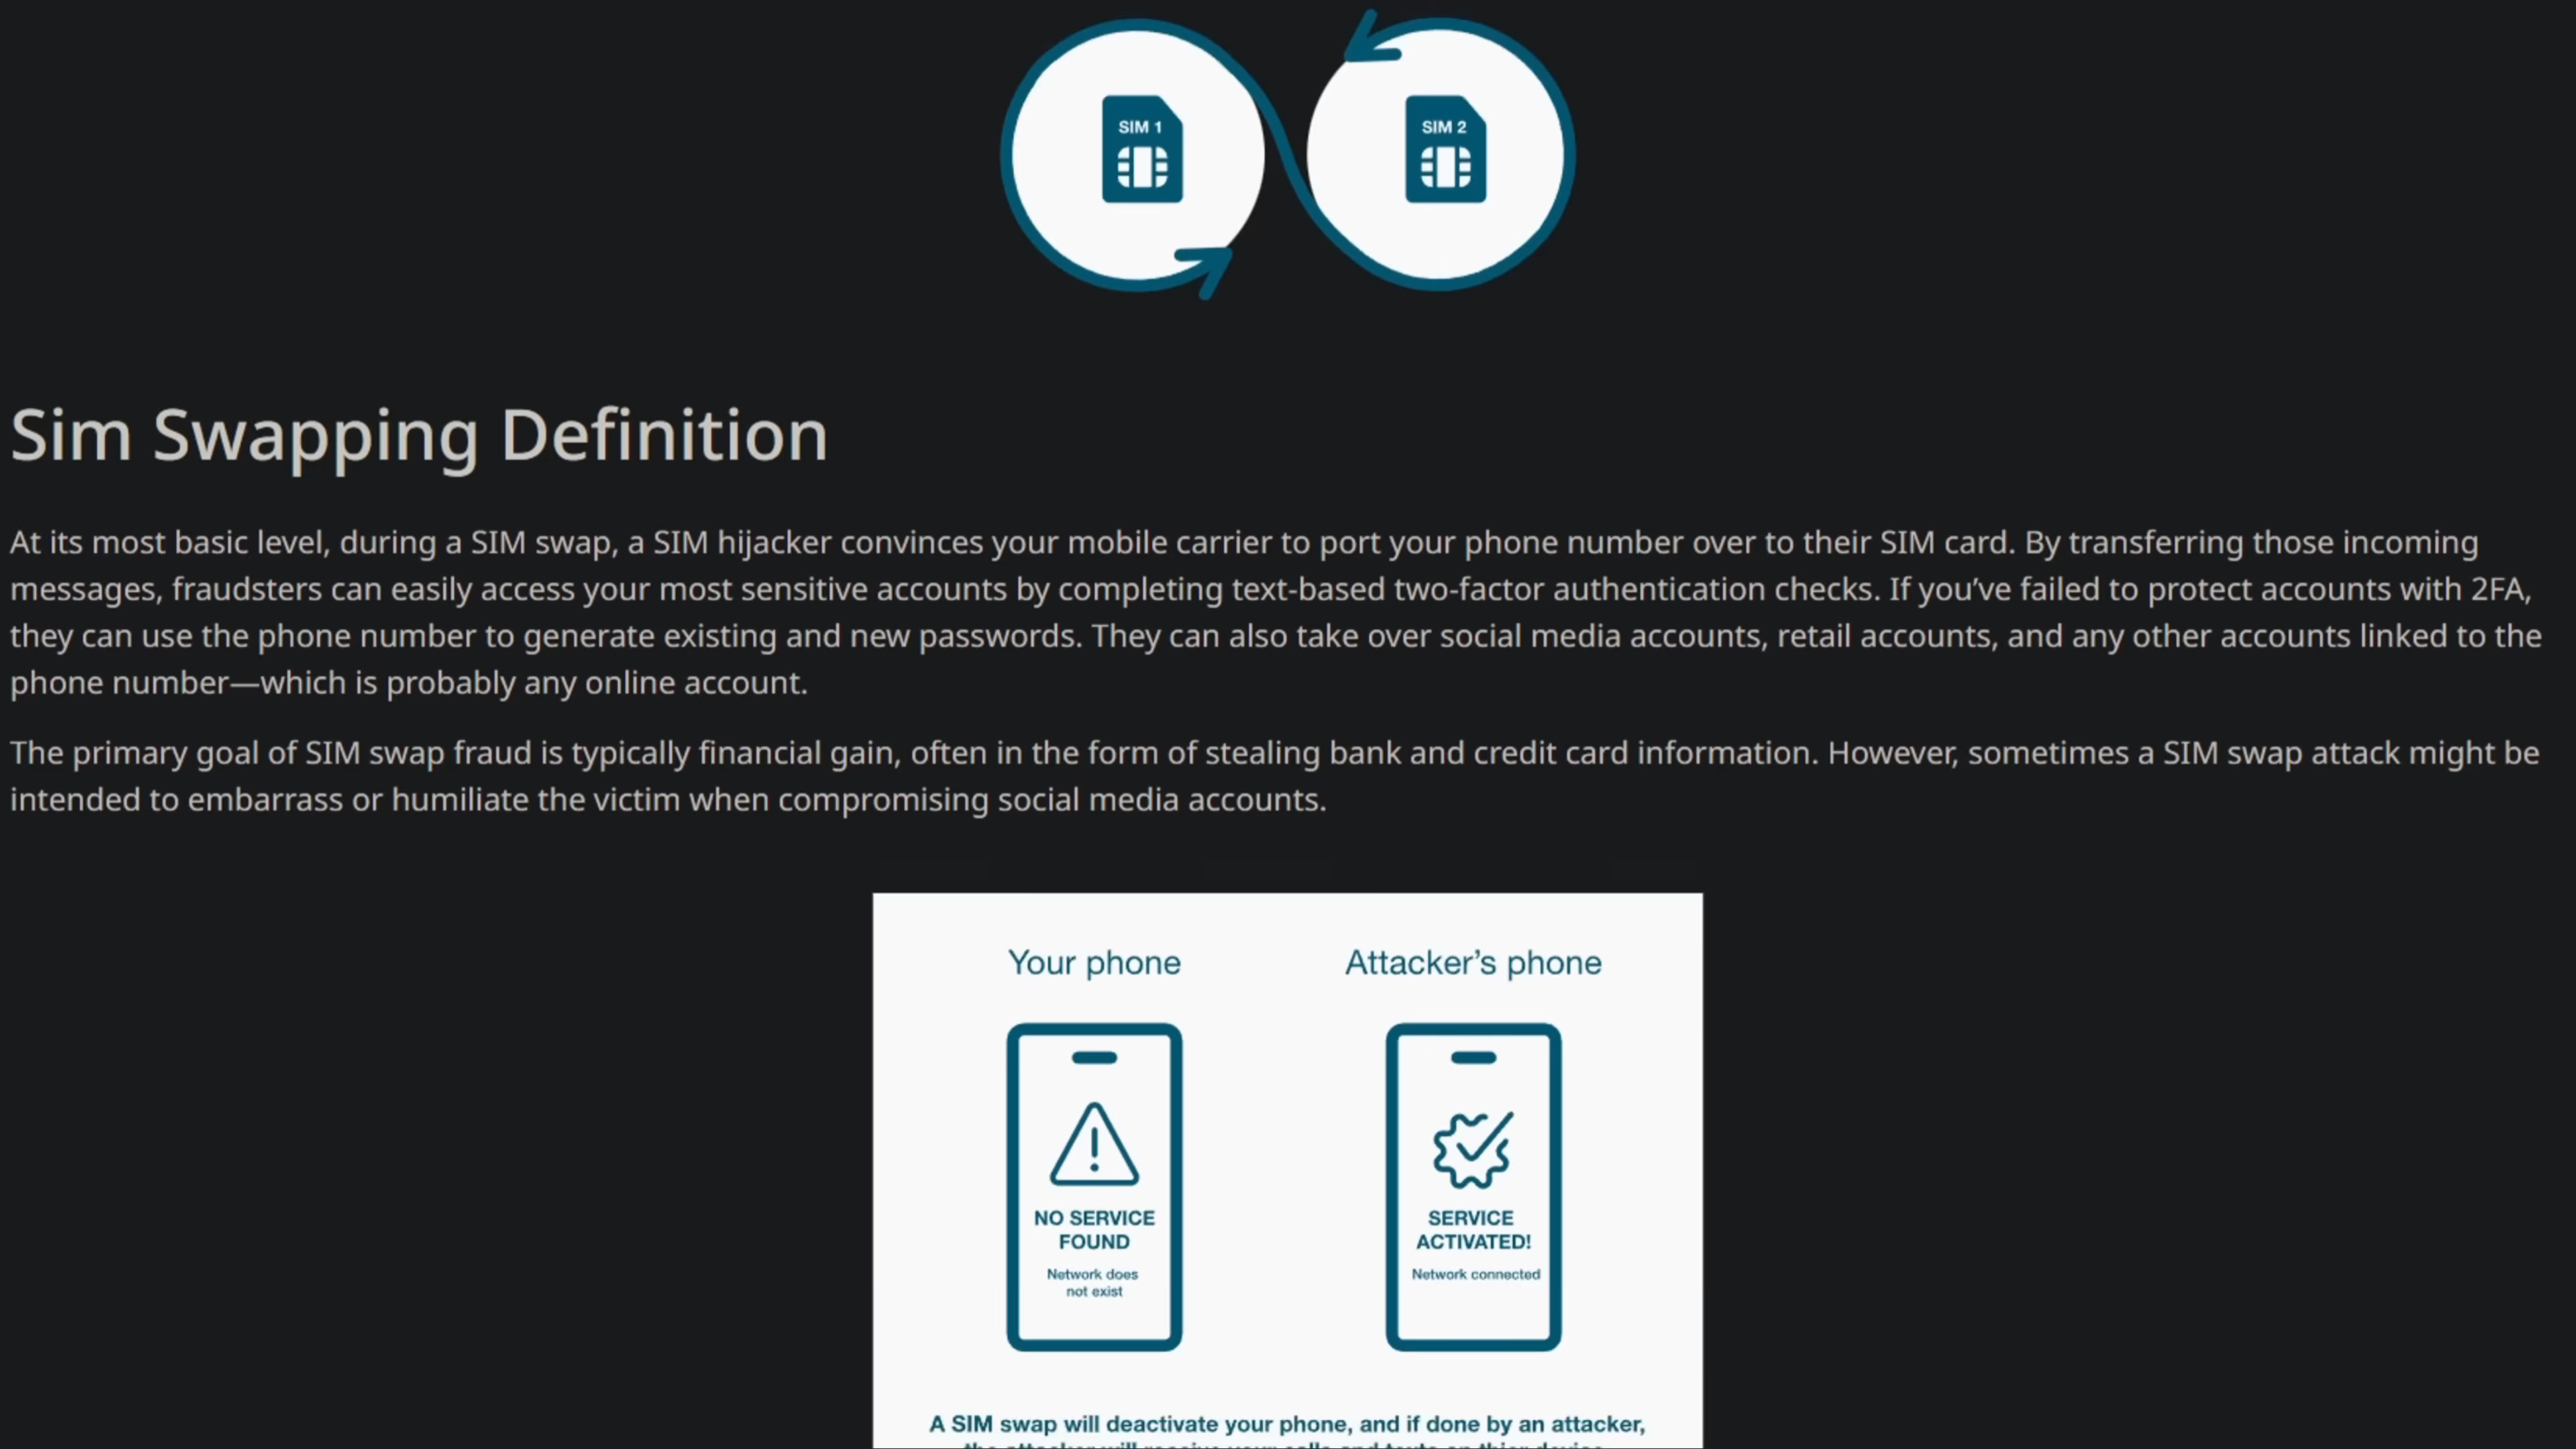 SIM 1
SIM 2
Sim Swapping Definition
At its most basic level, during a SIM swap, a SIM hijacker convinces your mobile carrier to port your phone number over to their SIM card. By transferring those incoming
messages, fraudsters can easily access your most sensitive accounts by completing text-based two-factor authentication checks. If you’ve failed to protect accounts with 2FA,
they can use the phone number to generate existing and new passwords. They can also take over social media accounts, retail accounts, and any other accounts linked to the
phone number—which is probably any online account.
The primary goal of SIM swap fraud is typically financial gain, often in the form of stealing bank and credit card information. However, sometimes a SIM swap attack might be
intended to embarrass or humiliate the victim when compromising social media accounts.
Your phone
Attacker’s phone
NO SERVICE
FOUND
Network does
not exist
SERVICE
ACTIVATED!
Network connected
A SIM swap will deactivate your phone, and if done by an attacker,